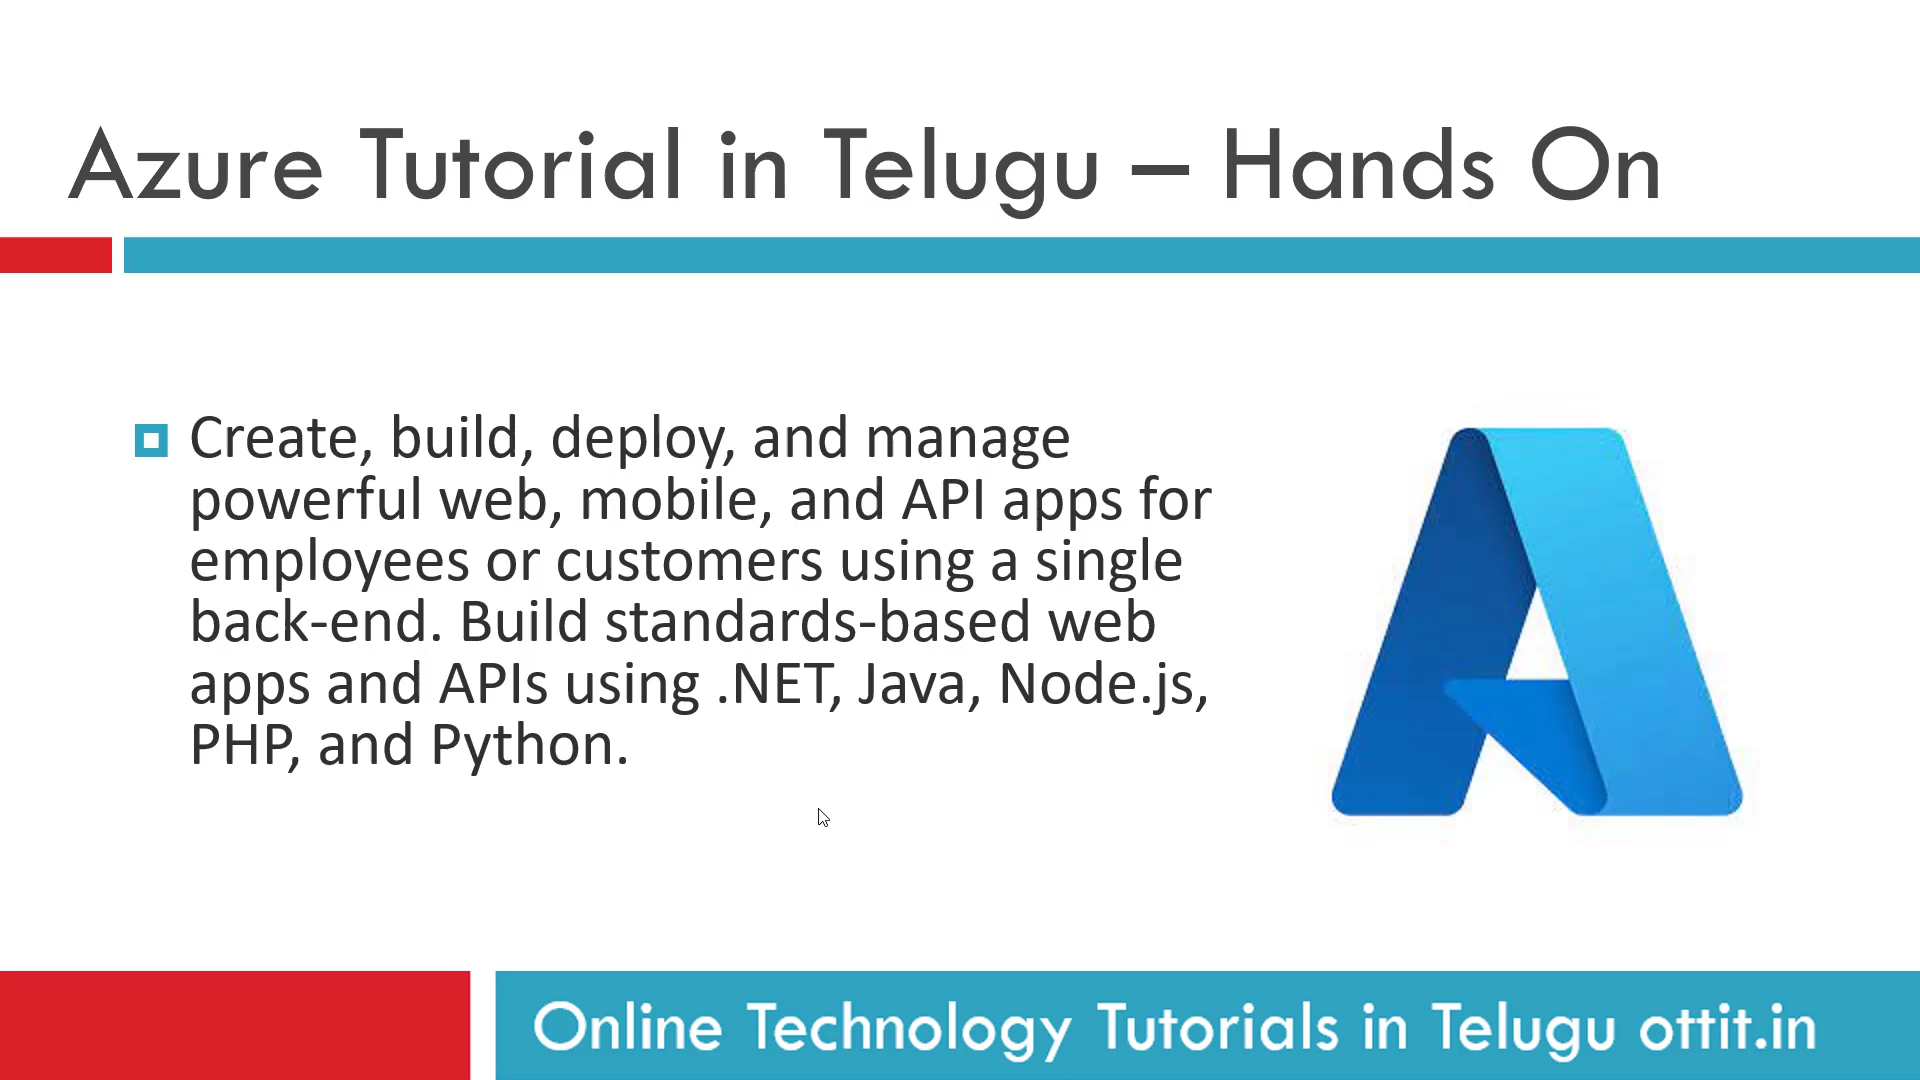 Azure Tutorial in Telugu – Hands On
Create, build, deploy, and manage
powerful web, mobile, and API apps for
employees or customers using a single
back-end. Build standards-based web
apps and APIs using .NET, Java, Node.js,
PHP, and Python.
Online Technology Tutorials in Telugu ottit.in